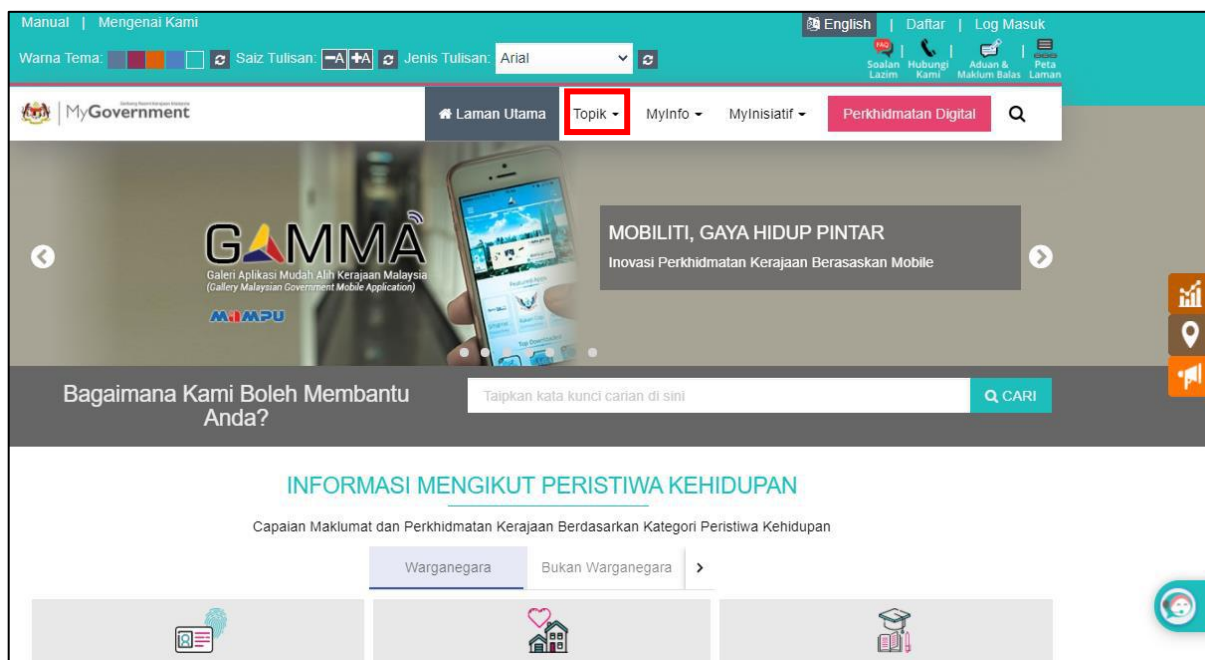 Manual | Mengenai Kami
English | Daftar | Log Masuk
Warna Tema: Saiz Tulisan: -A +A Jenis Tulisan: Arial
FAQ
Soalan Lazim
Hubungi Kami
Aduan & Maklum Balas
Peta Laman
MyGovernment
Laman Utama
Topik
MyInfo
MyInisiatif
Perkhidmatan Digital
GAMMA
Galeri Aplikasi Mudah Alih Kerajaan Malaysia
(Gallery Malaysian Government Mobile Application)
MAMPU
MOBILITI, GAYA HIDUP PINTAR
Inovasi Perkhidmatan Kerajaan Berasaskan Mobile
Bagaimana Kami Boleh Membantu
Anda?
Taipkan kata kunci carian di sini
CARI
INFORMASI MENGIKUT PERISTIWA KEHIDUPAN
Capaian Maklumat dan Perkhidmatan Kerajaan Berdasarkan Kategori Peristiwa Kehidupan
Warganegara
Bukan Warganegara